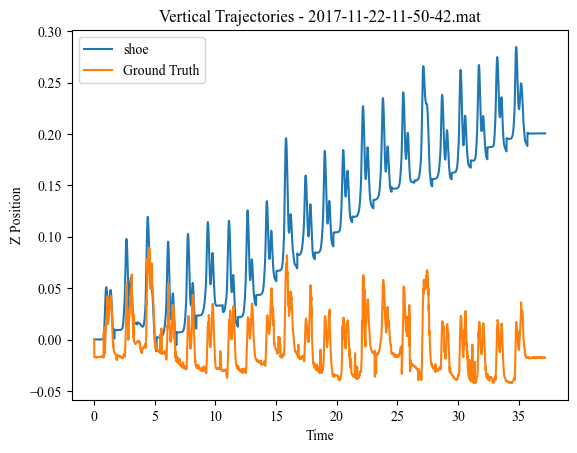 Vertical Trajectories - 2017-11-22-11-50-42.mat
shoe
Ground Truth
Z Position
0.30
0.25
0.20
0.15
0.10
0.05
0.00
−0.05
0 5 10 15 20 25 30 35
Time